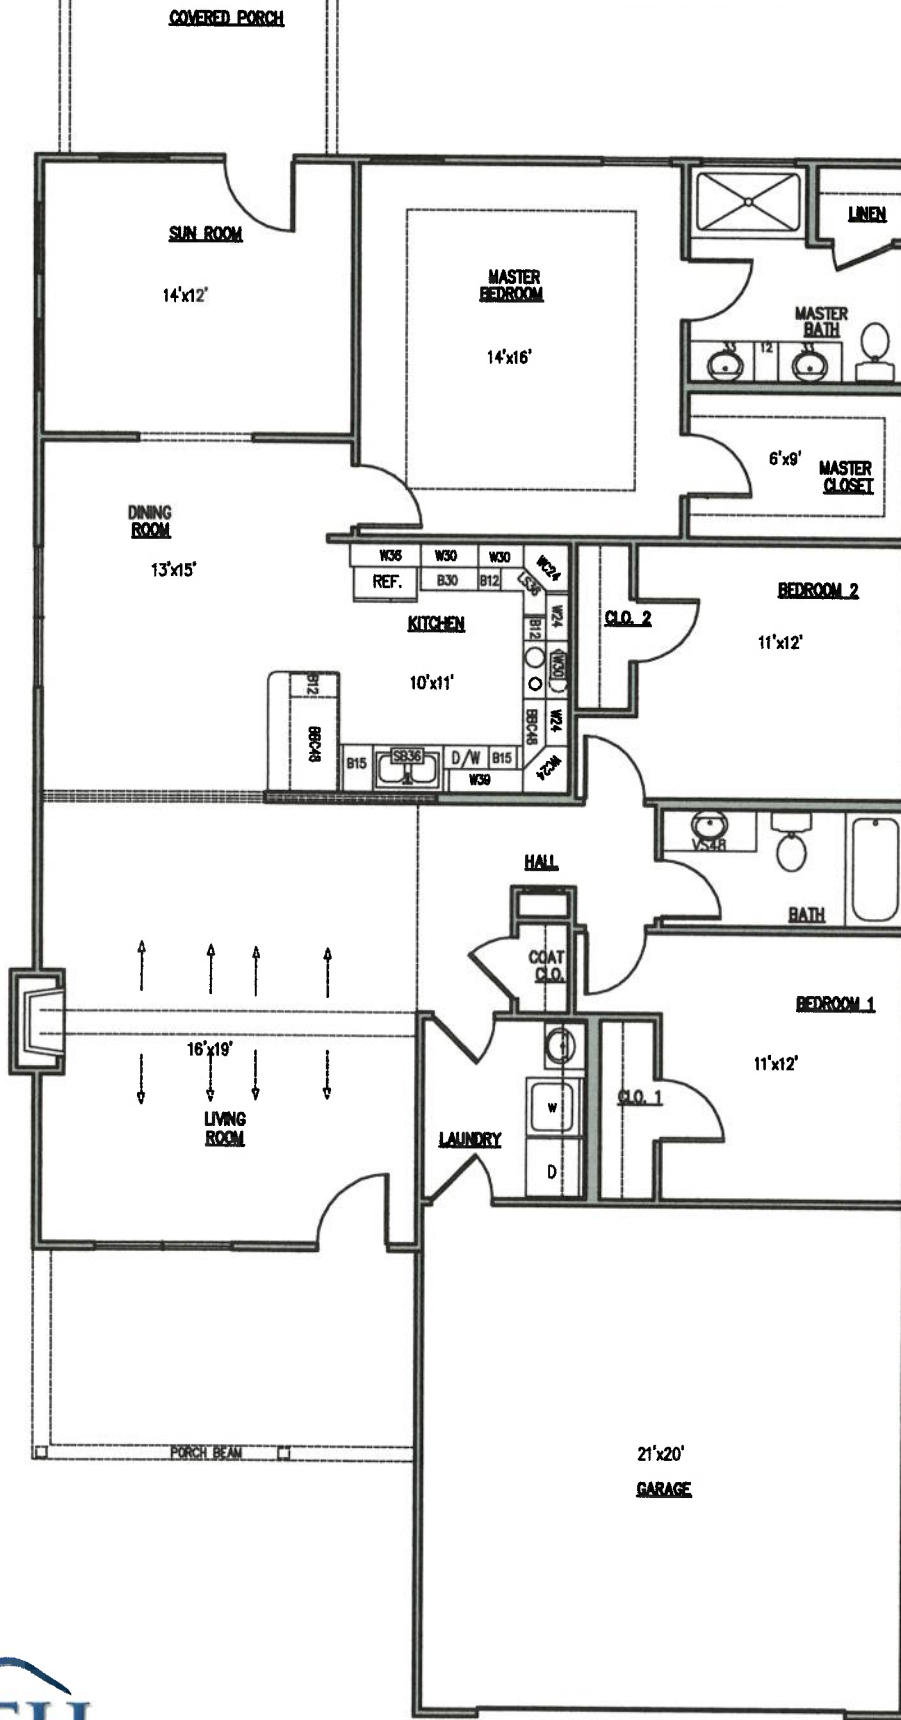 COVERED PORCH
SUN ROOM
14'x12'
MASTER
BEDROOM
14'x16'
LINEN
MASTER
BATH
33
12
33
6'x9'
MASTER
CLOSET
DINING
ROOM
13'x15'
W36
W30
W30
WC24
REF.
B30
B12
LS36
W24
B12
W30
KITCHEN
10'x11'
B12
BBC48
BBC48
W24
WC24
B15
SB36
D/W
B15
W39
CLO. 2
BEDROOM 2
11'x12'
HALL
VS48
BATH
COAT
CLO.
BEDROOM 1
11'x12'
16'x19'
LIVING
ROOM
W
CLO. 1
LAUNDRY
D
PORCH BEAM
21'x20'
GARAGE